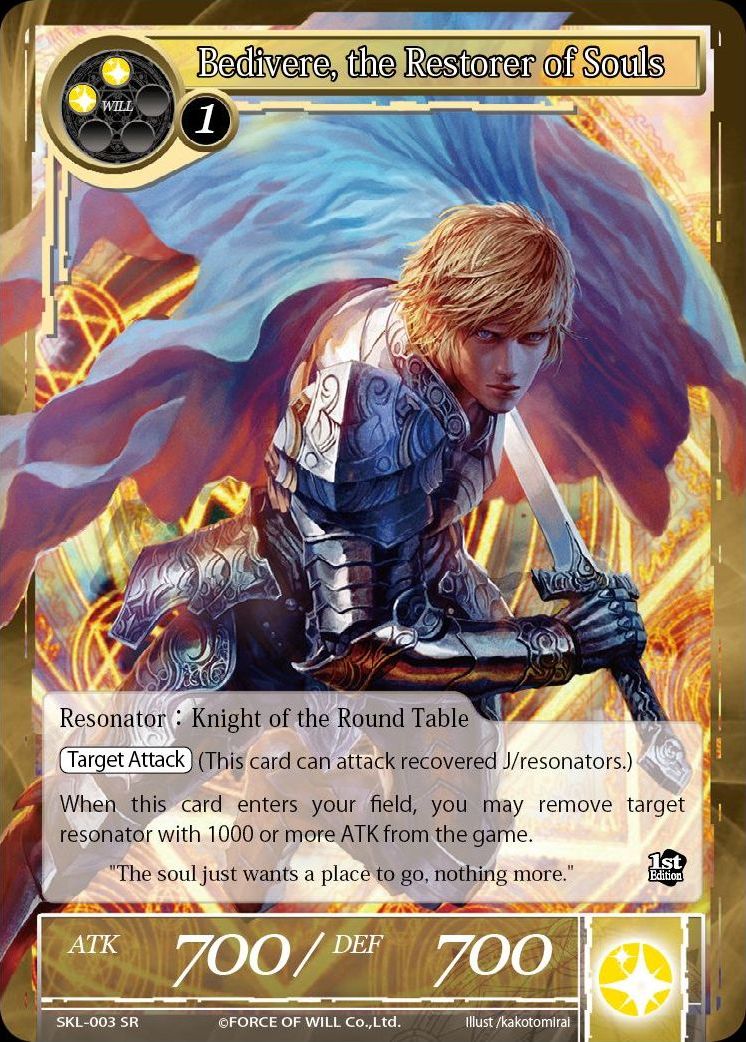 Bedivere, the Restorer of Souls
WILL
1
Resonator : Knight of the Round Table
Target Attack (This card can attack recovered J/resonators.)
When this card enters your field, you may remove target
resonator with 1000 or more ATK from the game.
"The soul just wants a place to go, nothing more."
1st
Edition
ATK 700 / DEF 700
SKL-003 SR ©FORCE OF WILL Co.,Ltd. Illust /kakotomirai